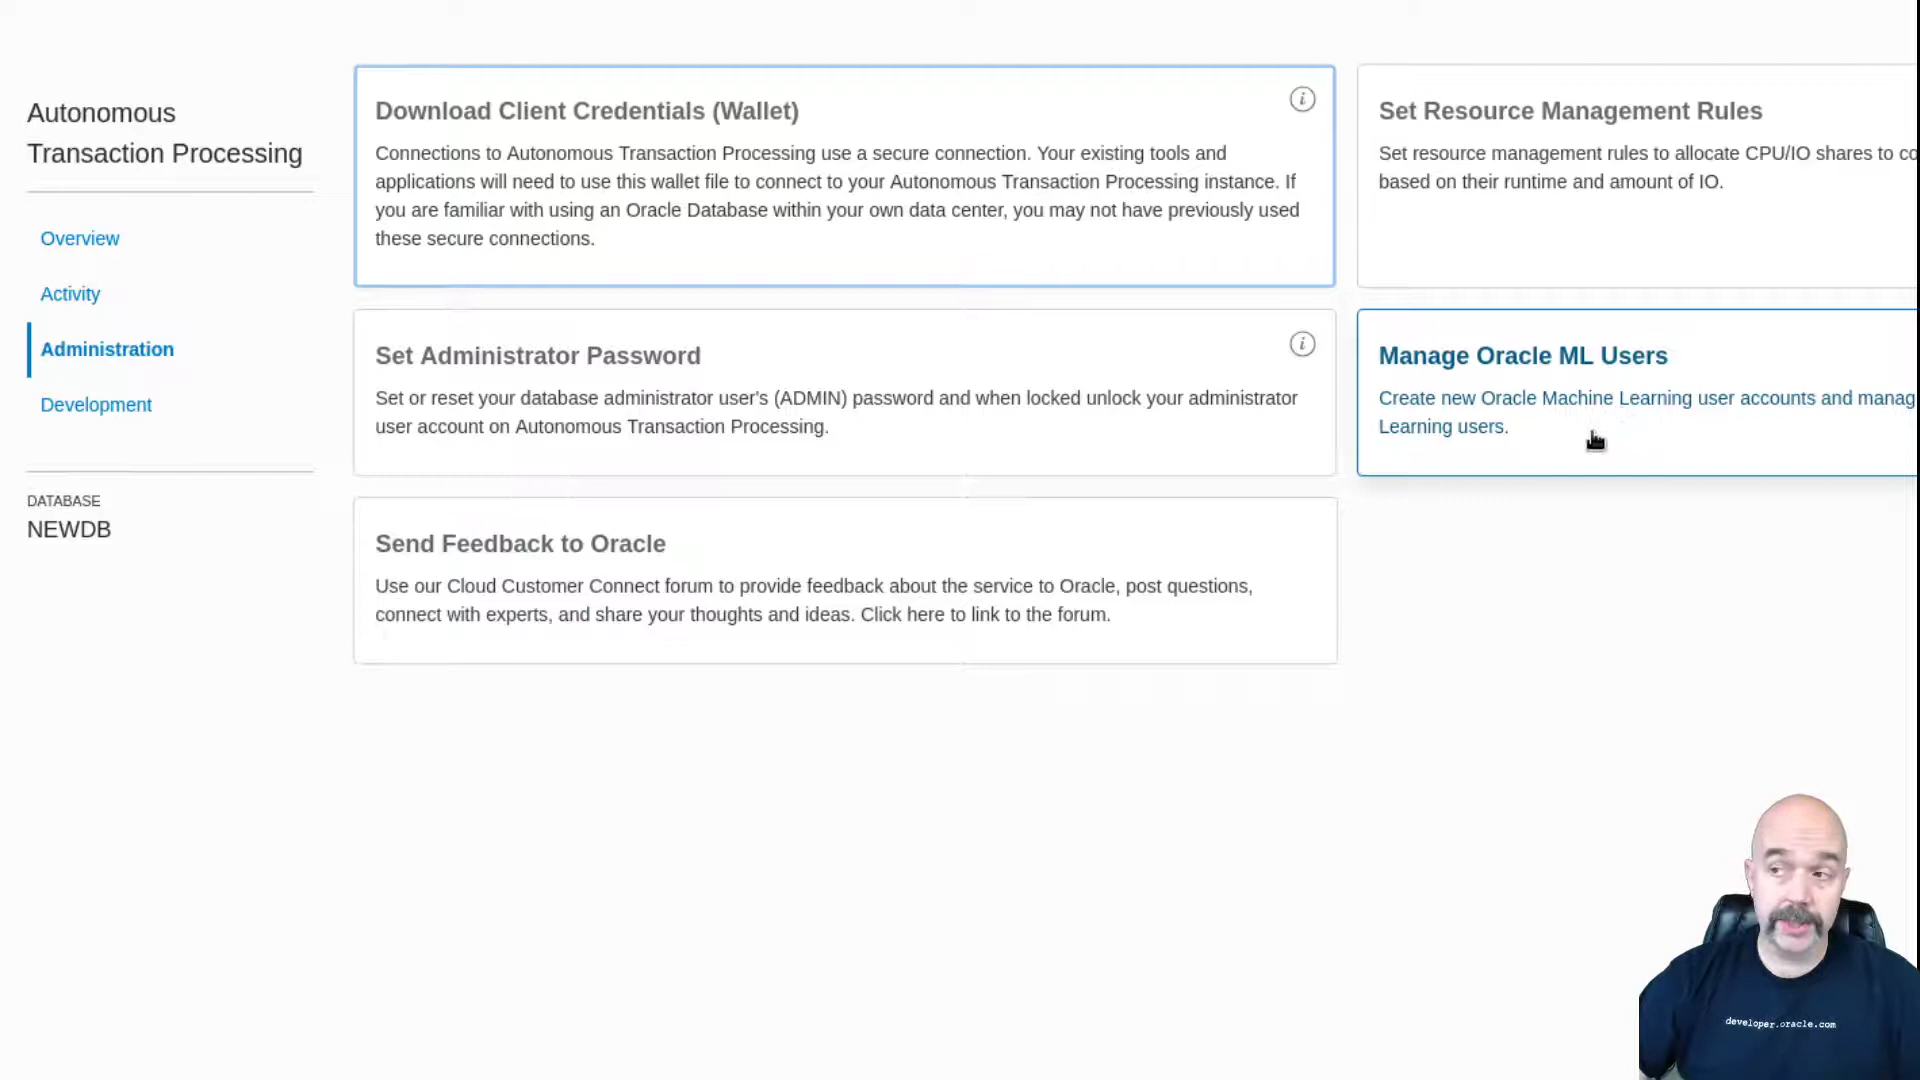 Autonomous
Transaction Processing
Overview
Activity
Administration
Development
DATABASE
NEWDB
Download Client Credentials (Wallet)
Connections to Autonomous Transaction Processing use a secure connection. Your existing tools and
applications will need to use this wallet file to connect to your Autonomous Transaction Processing instance. If
you are familiar with using an Oracle Database within your own data center, you may not have previously used
these secure connections.
Set Resource Management Rules
Set resource management rules to allocate CPU/IO shares to co
based on their runtime and amount of IO.
Set Administrator Password
Set or reset your database administrator user's (ADMIN) password and when locked unlock your administrator
user account on Autonomous Transaction Processing.
Manage Oracle ML Users
Create new Oracle Machine Learning user accounts and manag
Learning users.
Send Feedback to Oracle
Use our Cloud Customer Connect forum to provide feedback about the service to Oracle, post questions,
connect with experts, and share your thoughts and ideas. Click here to link to the forum.
developer.oracle.com